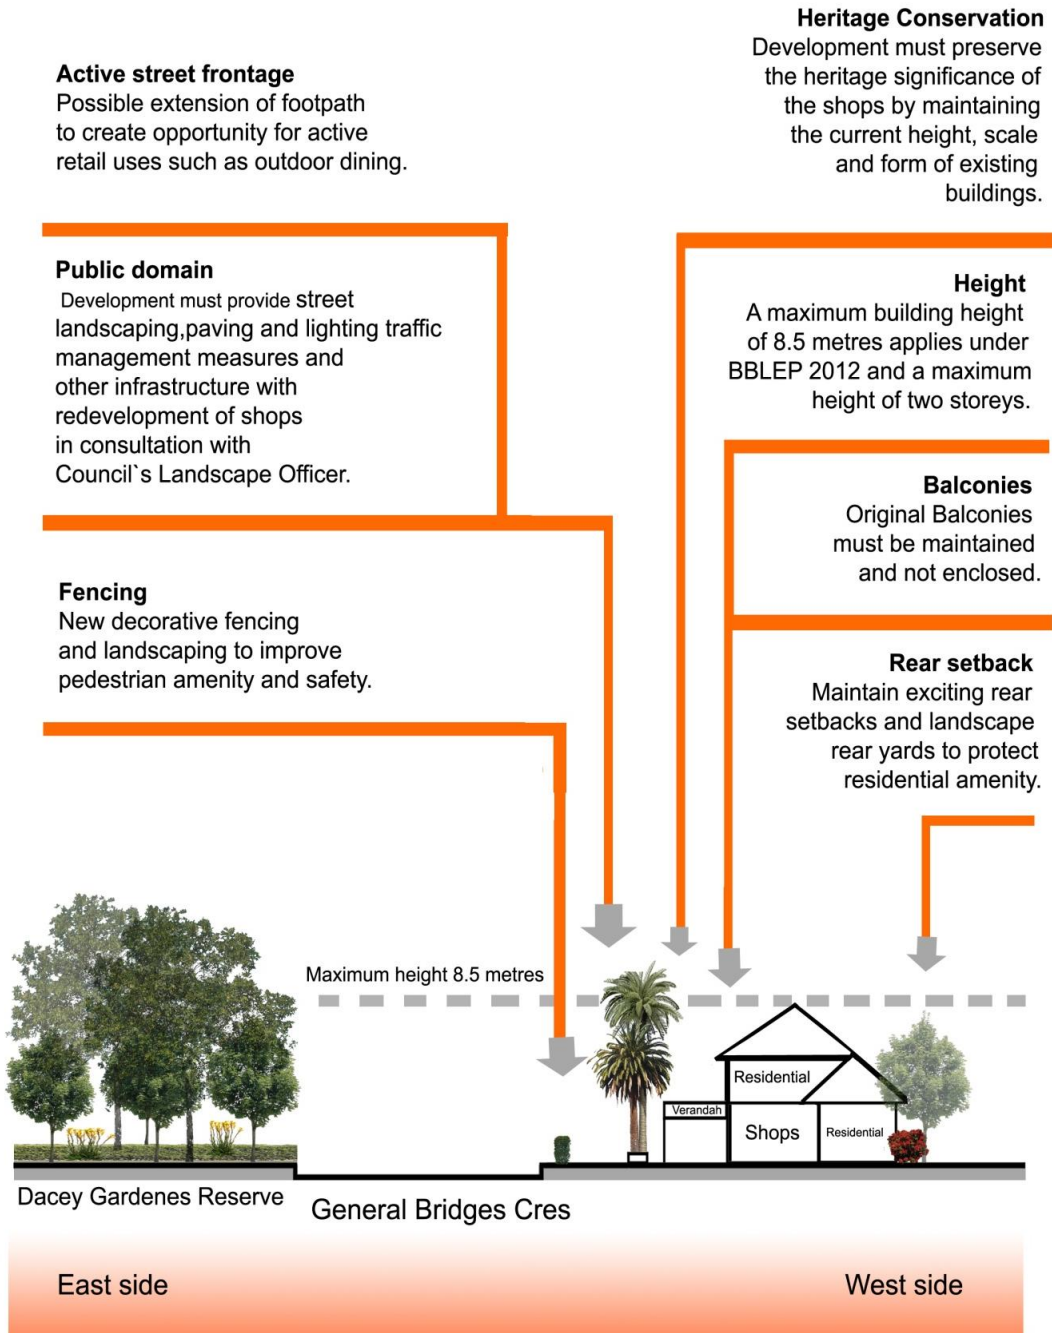 Active street frontage
Possible extension of footpath
to create opportunity for active
retail uses such as outdoor dining.
Public domain
Development must provide street
landscaping,paving and lighting traffic
management measures and
other infrastructure with
redevelopment of shops
in consultation with
Council`s Landscape Officer.
Fencing
New decorative fencing
and landscaping to improve
pedestrian amenity and safety.
Heritage Conservation
Development must preserve
the heritage significance of
the shops by maintaining
the current height, scale
and form of existing
buildings.
Height
A maximum building height
of 8.5 metres applies under
BBLEP 2012 and a maximum
height of two storeys.
Balconies
Original Balconies
must be maintained
and not enclosed.
Rear setback
Maintain exciting rear
setbacks and landscape
rear yards to protect
residential amenity.
Maximum height 8.5 metres
Residential
Verandah
Shops
Residential
Dacey Gardenes Reserve
General Bridges Cres
East side
West side